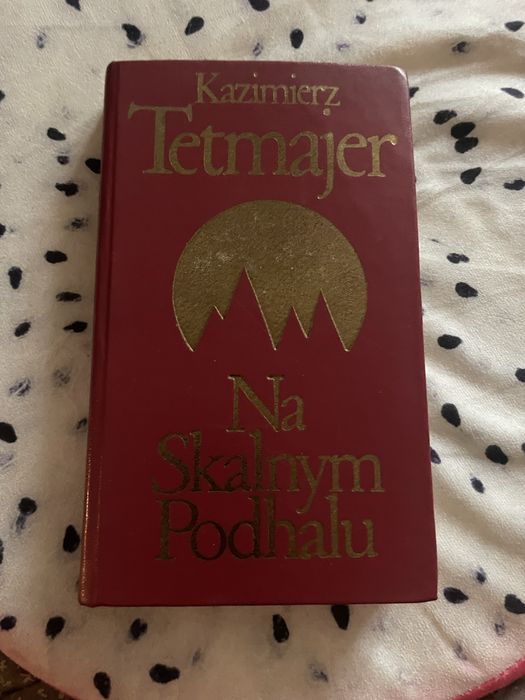 Kazimierz
Tetmajer
Na
Skalnym
Podhalu